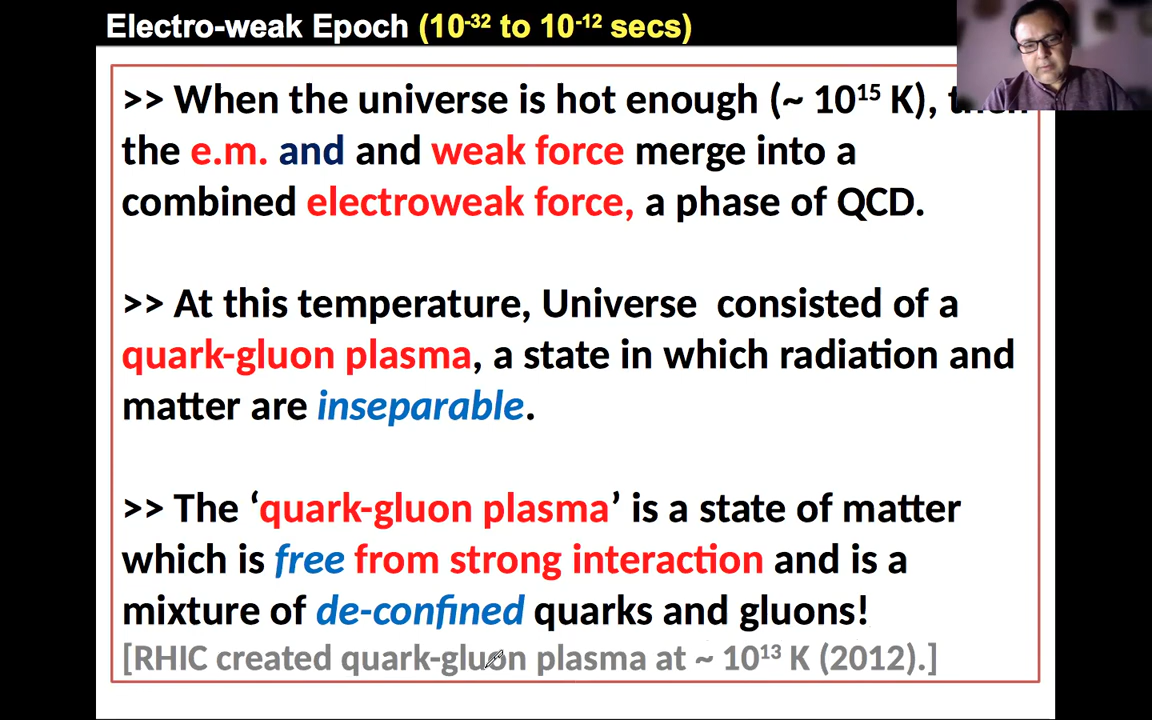 Electro-weak Epoch (10⁻³² to 10⁻¹² secs)
>> When the universe is hot enough (~ 10¹⁵ K),
the e.m. and and weak force merge into a
combined electroweak force, a phase of QCD.
>> At this temperature, Universe consisted of a
quark-gluon plasma, a state in which radiation and
matter are inseparable.
>> The ‘quark-gluon plasma’ is a state of matter
which is free from strong interaction and is a
mixture of de-confined quarks and gluons!
[RHIC created quark-gluon plasma at ~ 10¹³ K (2012).]